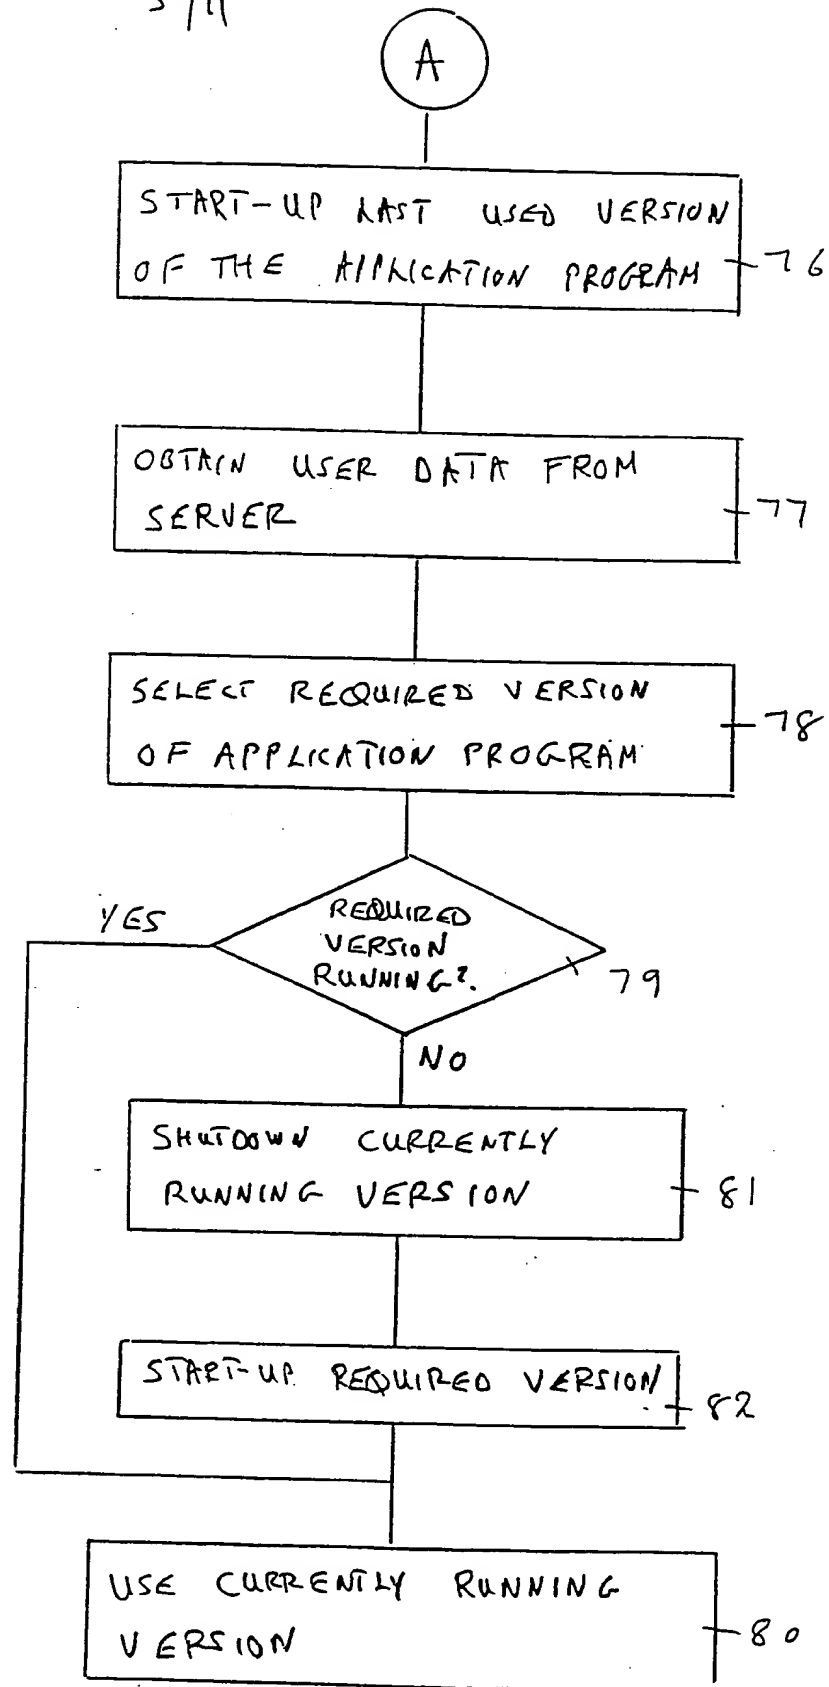 5/11
A
START-UP LAST USED VERSION
OF THE APPLICATION PROGRAM
76
OBTAIN USER DATA FROM
SERVER
77
SELECT REQUIRED VERSION
OF APPLICATION PROGRAM
78
YES
REQUIRED
VERSION
RUNNING?
79
NO
SHUTDOWN CURRENTLY
RUNNING VERSION
81
START-UP REQUIRED VERSION
82
USE CURRENTLY RUNNING
VERSION
80